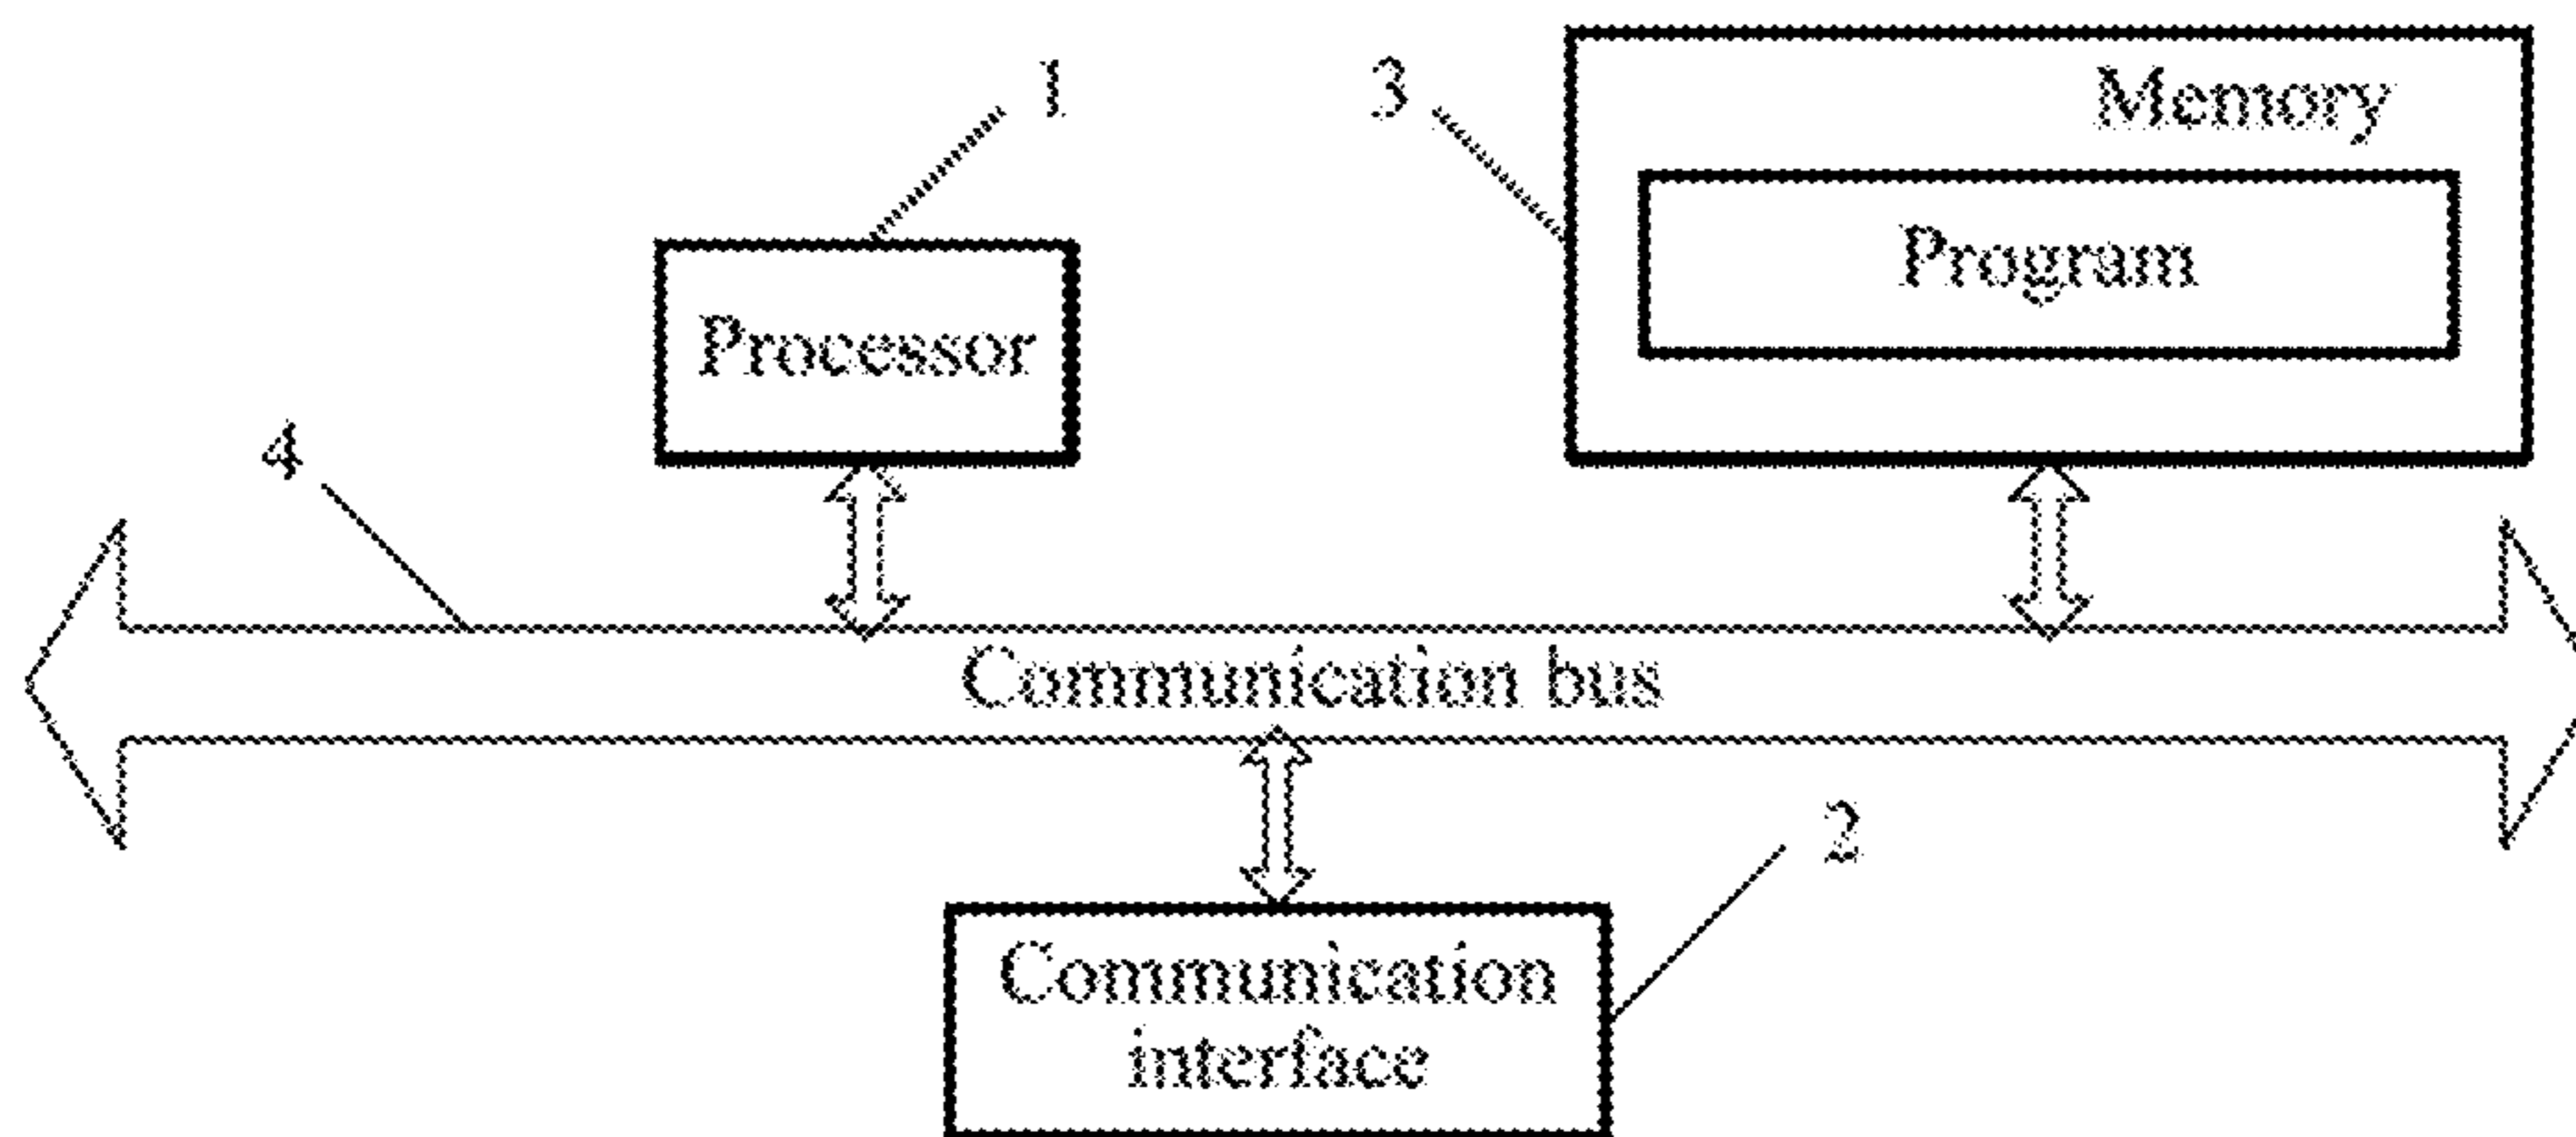 1
3
Memory
Program
Processor
4
Communication bus
2
Communication
interface